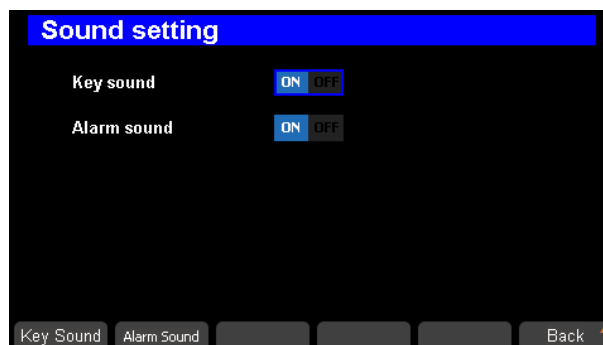 Sound setting
Key sound ON OFF
Alarm sound ON OFF
Key Sound Alarm Sound Back